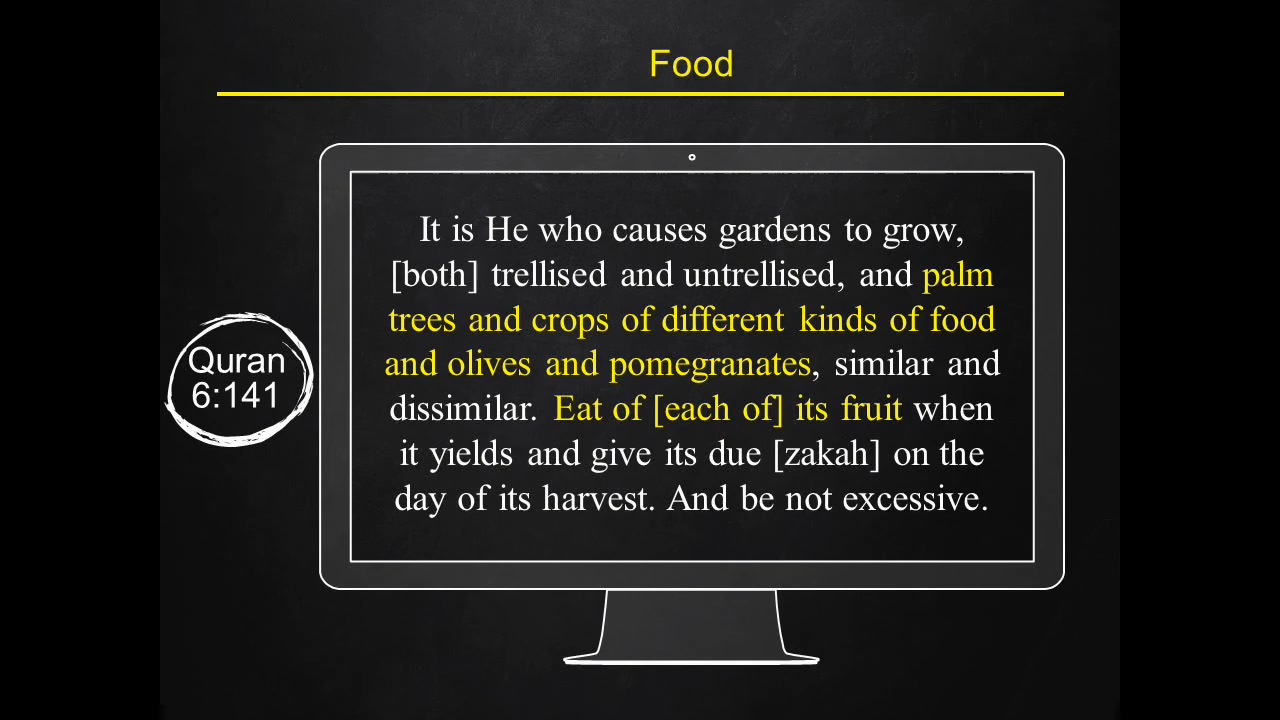 Food
It is He who causes gardens to grow,
[both] trellised and untrellised, and palm
trees and crops of different kinds of food
and olives and pomegranates, similar and
dissimilar. Eat of [each of] its fruit when
it yields and give its due [zakah] on the
day of its harvest. And be not excessive.
Quran
6:141